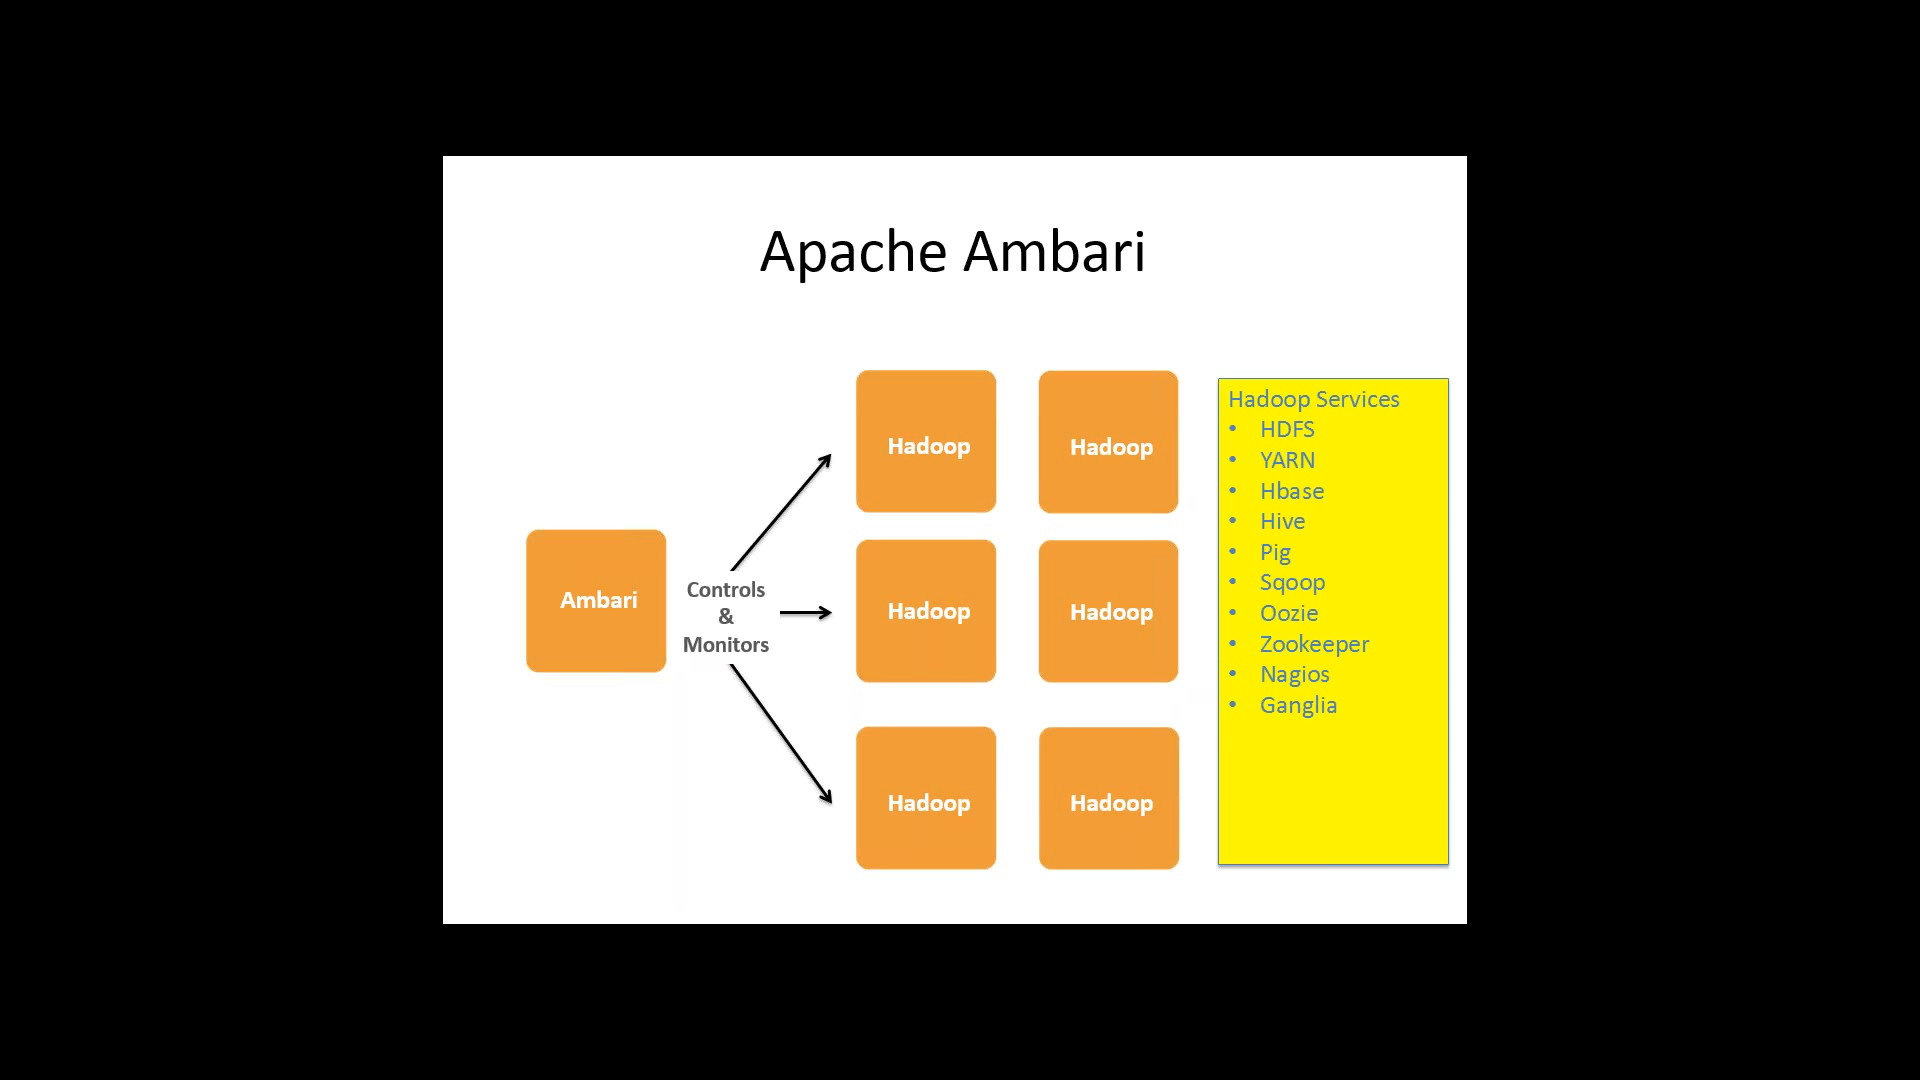 Apache Ambari
Hadoop
Hadoop
Hadoop Services
• HDFS
• YARN
• Hbase
• Hive
• Pig
• Sqoop
• Oozie
• Zookeeper
• Nagios
• Ganglia
Ambari
Controls
&
Monitors
Hadoop
Hadoop
Hadoop
Hadoop